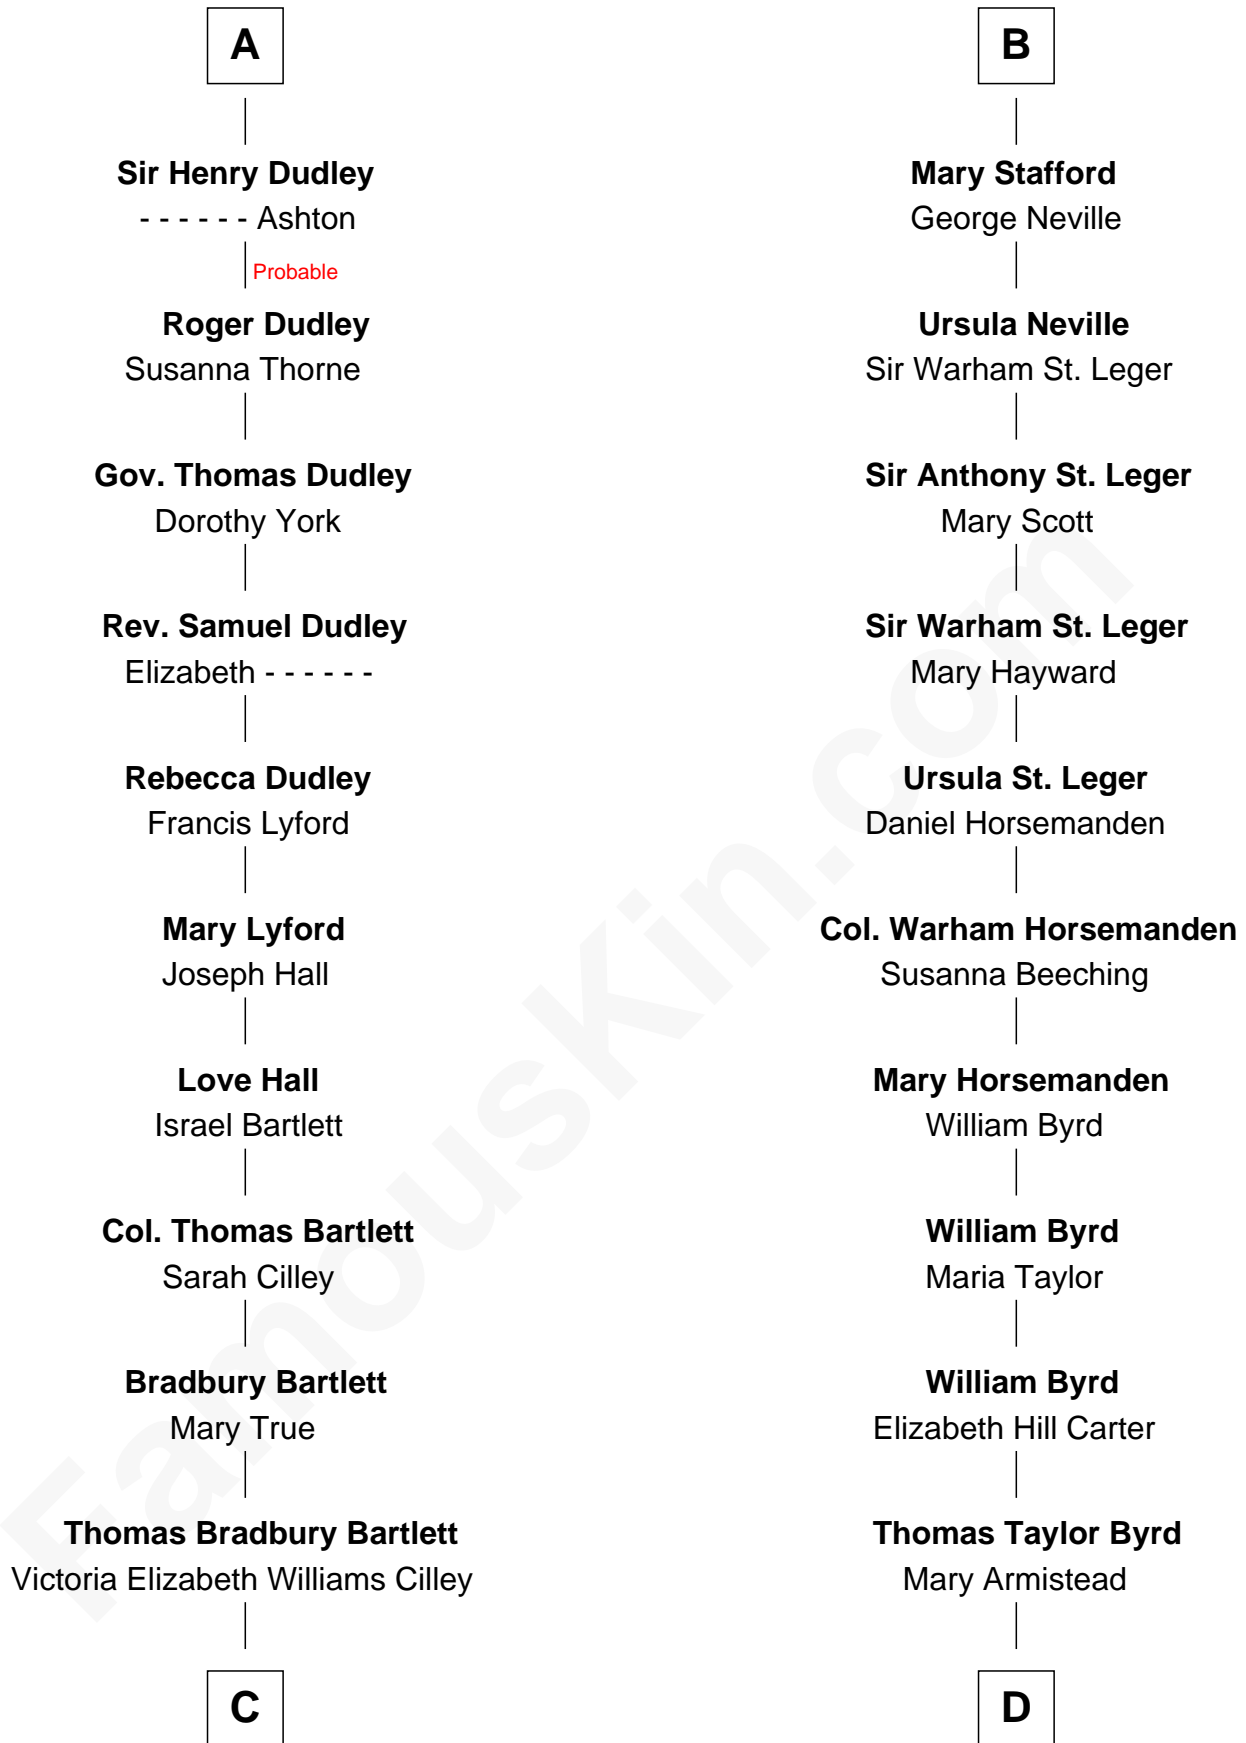 A
Sir Henry Dudley
- - - - - - Ashton
Probable
Roger Dudley
Susanna Thorne
Gov. Thomas Dudley
Dorothy York
Rev. Samuel Dudley
Elizabeth - - - - - -
Rebecca Dudley
Francis Lyford
Mary Lyford
Joseph Hall
Love Hall
Israel Bartlett
Col. Thomas Bartlett
Sarah Cilley
Bradbury Bartlett
Mary True
Thomas Bradbury Bartlett
Victoria Elizabeth Williams Cilley
C
B
Mary Stafford
George Neville
Ursula Neville
Sir Warham St. Leger
Sir Anthony St. Leger
Mary Scott
Sir Warham St. Leger
Mary Hayward
Ursula St. Leger
Daniel Horsemanden
Col. Warham Horsemanden
Susanna Beeching
Mary Horsemanden
William Byrd
William Byrd
Maria Taylor
William Byrd
Elizabeth Hill Carter
Thomas Taylor Byrd
Mary Armistead
D
FamousKin.com